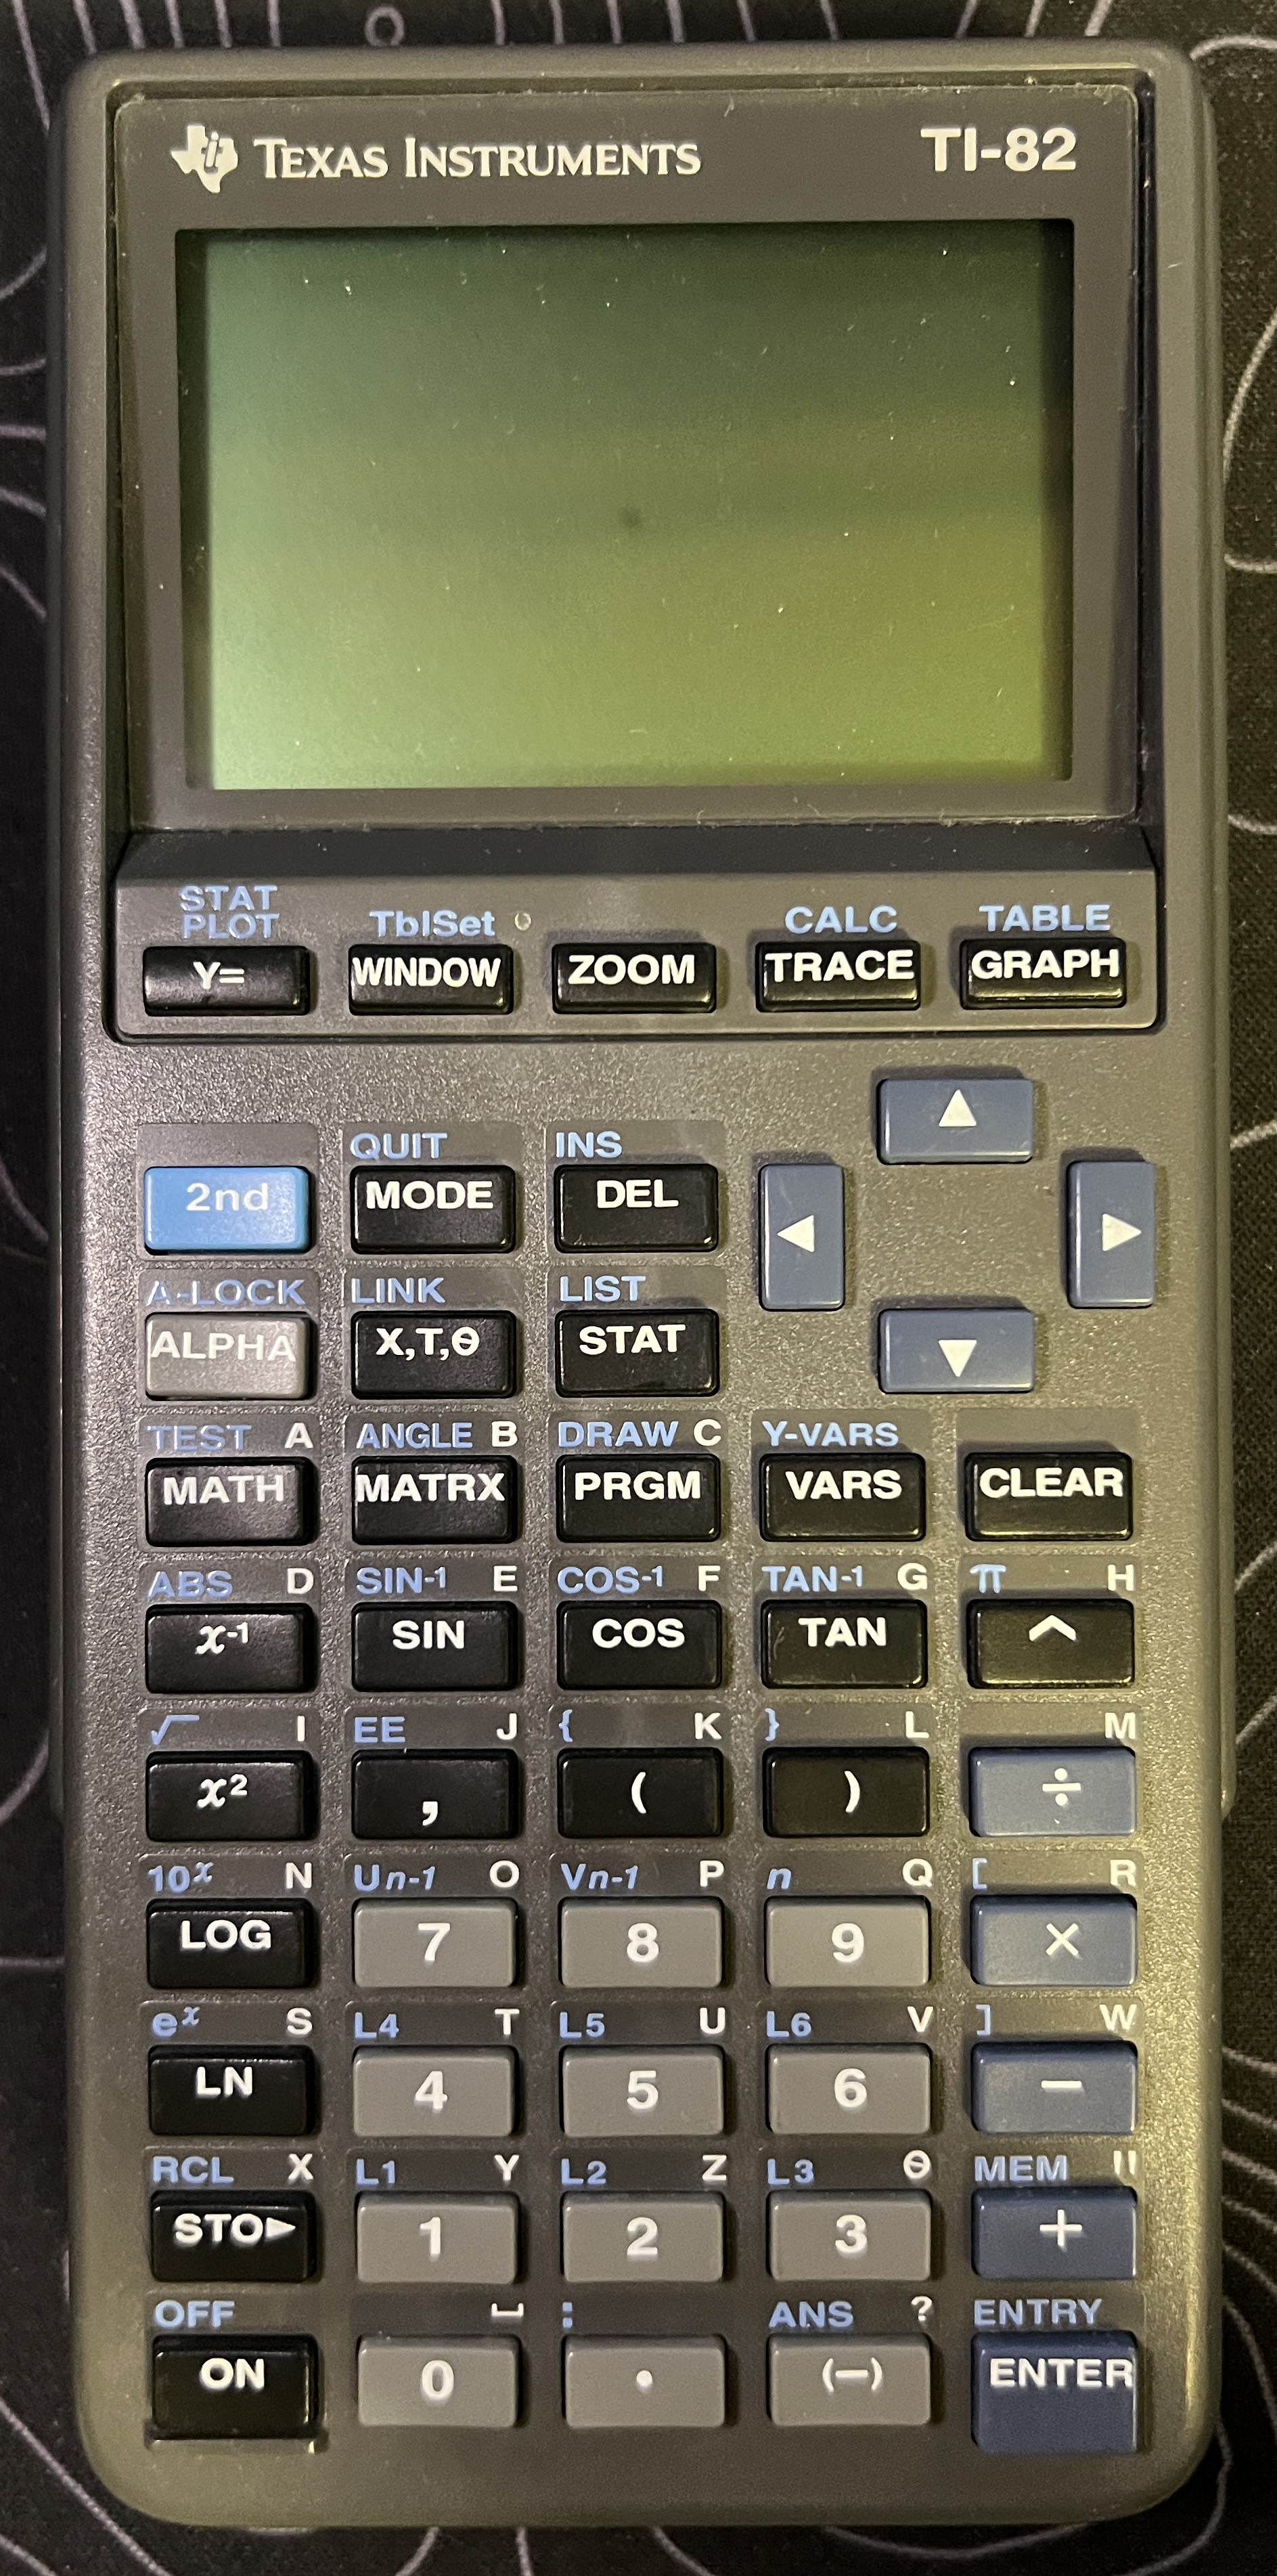 TEXAS INSTRUMENTS TI-82
STAT
PLOT TblSet CALC TABLE
Y= WINDOW ZOOM TRACE GRAPH
QUIT INS
2nd MODE DEL
A-LOCK LINK LIST
ALPHA X,T,θ STAT
TEST A ANGLE B DRAW C Y-VARS
MATH MATRX PRGM VARS CLEAR
ABS D SIN-1 E COS-1 F TAN-1 G π H
x-1 SIN COS TAN ^
√ I EE J { K } L M
x² , ( ) ÷
10ˣ N Un-1 O Vn-1 P n Q [ R
LOG 7 8 9 ×
eˣ S L4 T L5 U L6 V ] W
LN 4 5 6 −
RCL X L1 Y L2 Z L3 θ MEM "
STO► 1 2 3 +
OFF ⎵ : ANS ? ENTRY
ON 0 . (−) ENTER